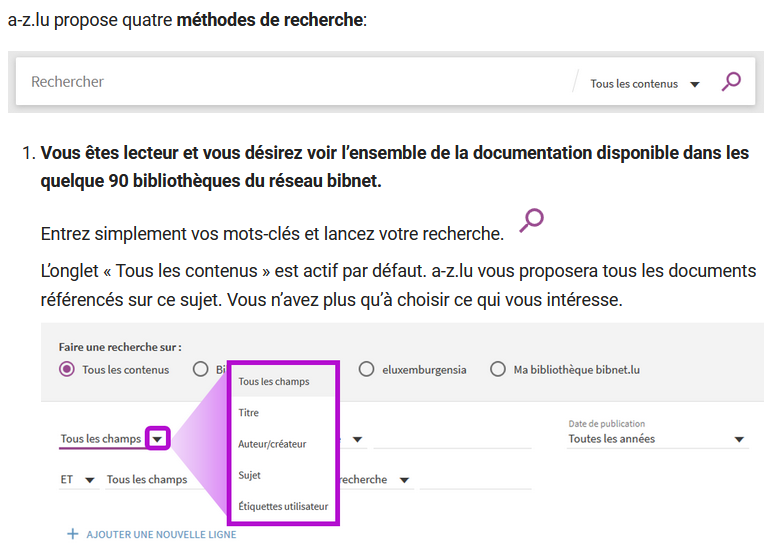 a-z.lu propose quatre méthodes de recherche:
Rechercher
Tous les contenus
1. Vous êtes lecteur et vous désirez voir l’ensemble de la documentation disponible dans les
quelque 90 bibliothèques du réseau bibnet.
Entrez simplement vos mots-clés et lancez votre recherche.
L’onglet « Tous les contenus » est actif par défaut. a-z.lu vous proposera tous les documents
référencés sur ce sujet. Vous n’avez plus qu’à choisir ce qui vous intéresse.
Faire une recherche sur :
Tous les contenus
eluxemburgensia
Ma bibliothèque bibnet.lu
Tous les champs
Titre
Auteur/créateur
Sujet
Étiquettes utilisateur
Tous les champs
Date de publication
Toutes les années
ET
Tous les champs
recherche
AJOUTER UNE NOUVELLE LIGNE